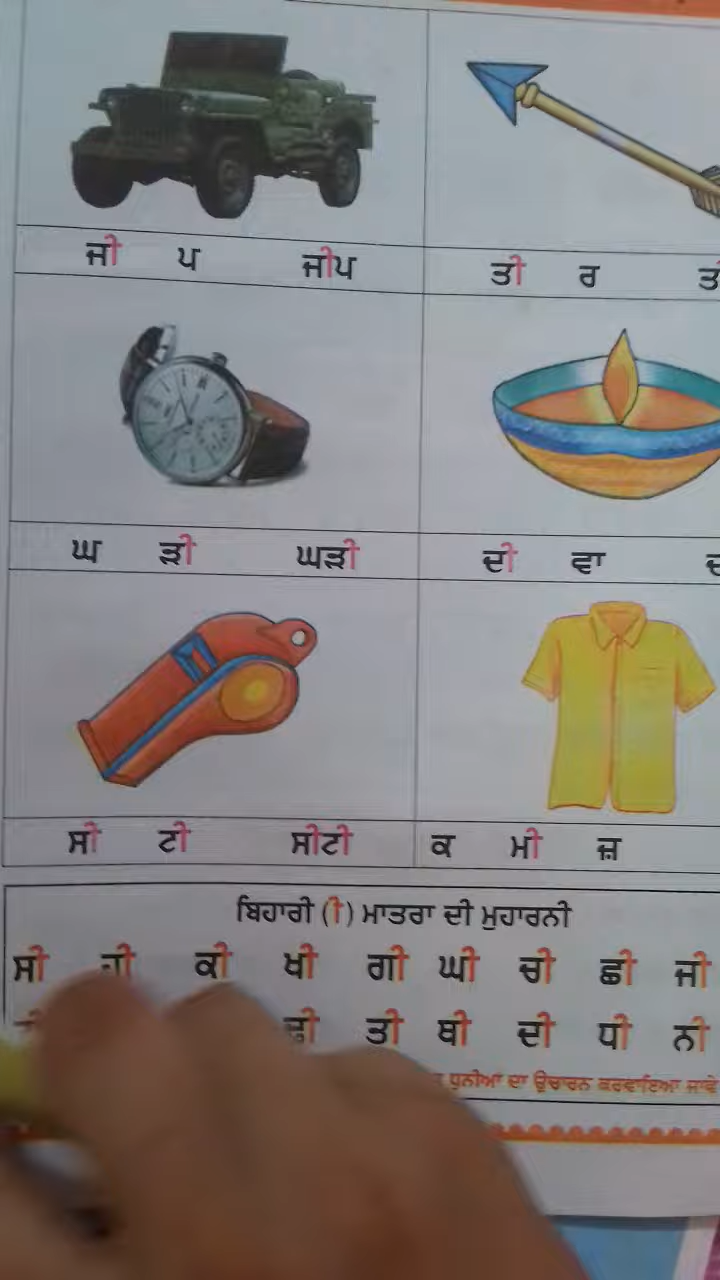 ਜੀ ਪ ਜੀਪ
ਤੀ ਰ
ਘ ੜੀ ਘੜੀ
ਦੀ ਵਾ
ਸੀ ਟੀ ਸੀਟੀ
ਕ ਮੀ ਜ਼
ਬਿਹਾਰੀ (ੀ) ਮਾਤਰਾ ਦੀ ਮੁਹਾਰਨੀ
ਸੀ ਹੀ ਕੀ ਖੀ ਗੀ ਘੀ ਚੀ ਛੀ ਜੀ
ਢੀ ਤੀ ਥੀ ਦੀ ਧੀ ਨੀ
ਧੁਨੀਆਂ ਦਾ ਉਚਾਰਨ ਕਰਵਾਇਆ ਜਾਵੇ